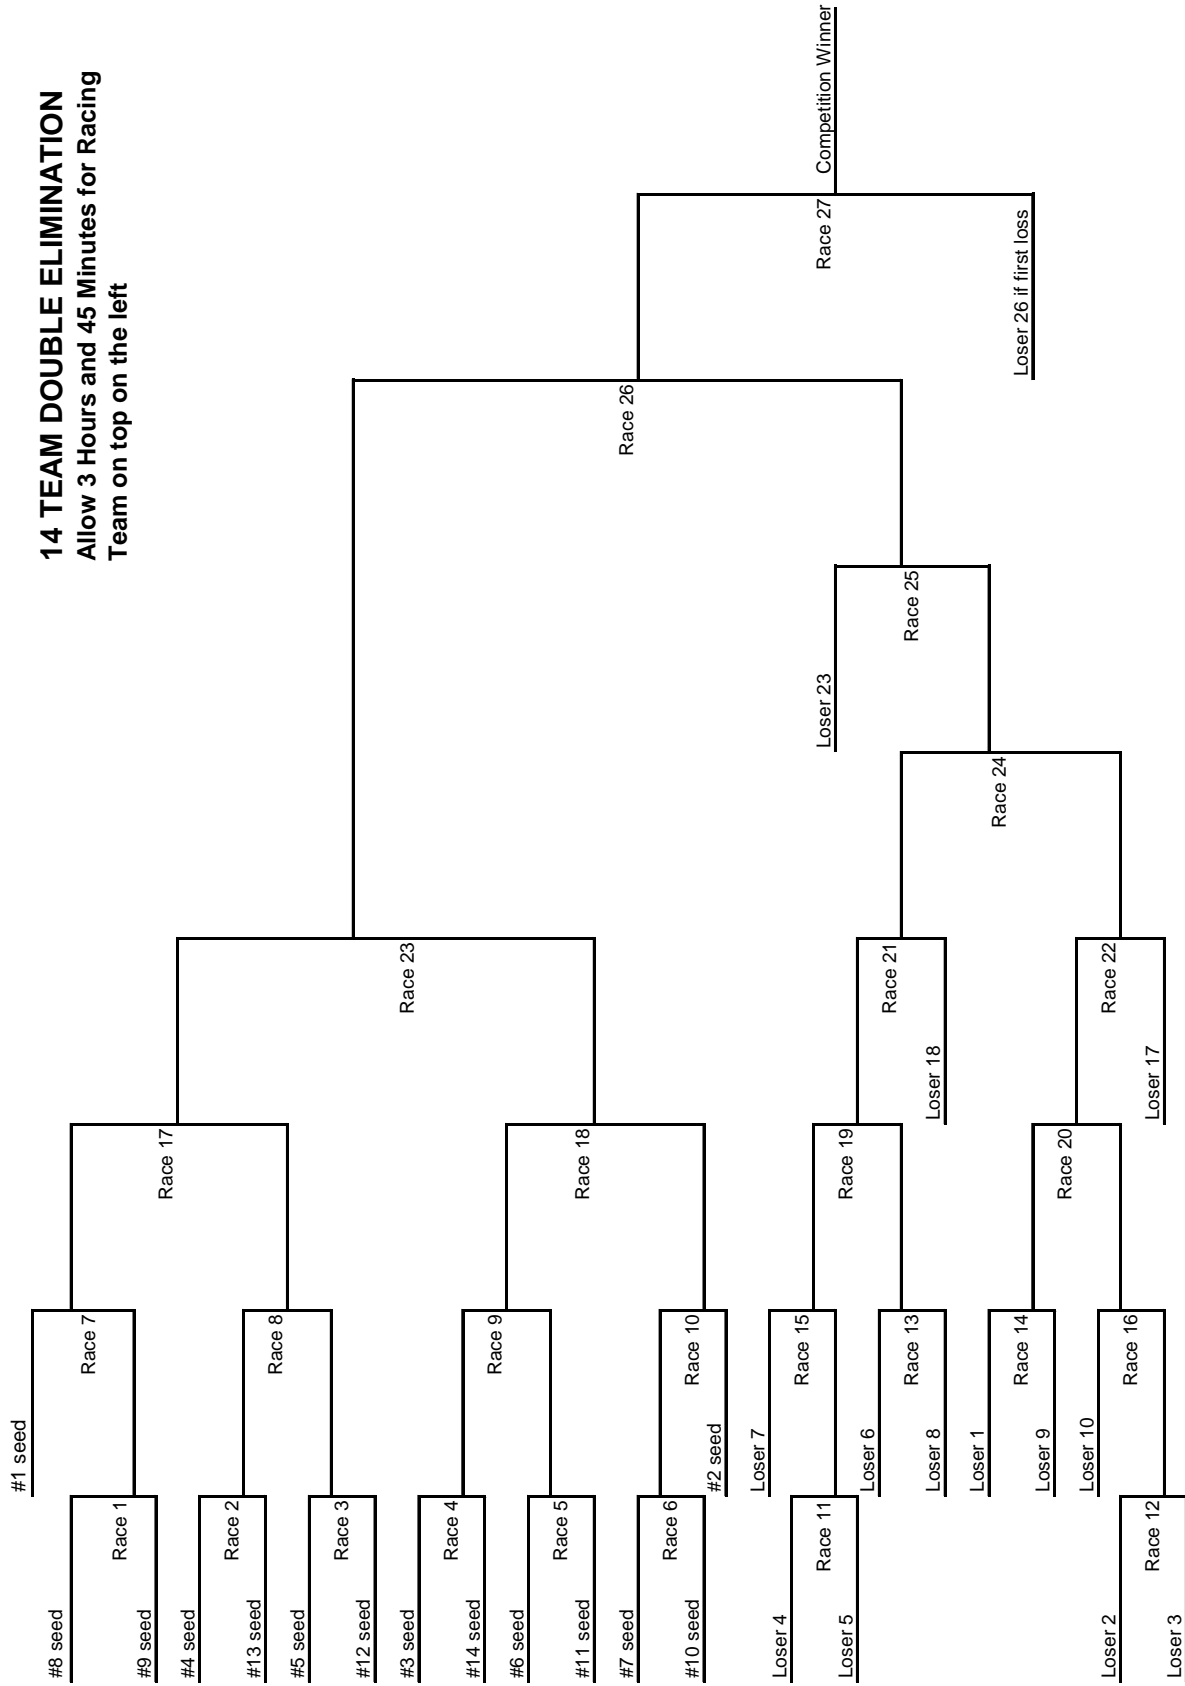 14 TEAM DOUBLE ELIMINATION
Allow 3 Hours and 45 Minutes for Racing
Team on top on the left
#8 seed
Race 1
#9 seed
#4 seed
Race 2
#13 seed
#5 seed
Race 3
#12 seed
#3 seed
Race 4
#14 seed
#6 seed
Race 5
#11 seed
#7 seed
Race 6
#10 seed
Loser 4
Race 11
Loser 5
Loser 2
Race 12
Loser 3
#1 seed
Race 7
Race 8
Race 9
Race 10
#2 seed
Loser 7
Race 15
Loser 6
Race 13
Loser 8
Loser 1
Race 14
Loser 9
Loser 10
Race 16
Race 17
Race 18
Race 19
Race 20
Race 23
Race 21
Loser 18
Race 22
Loser 17
Race 24
Loser 23
Race 25
Race 26
Race 27
Loser 26 if first loss
Competition Winner